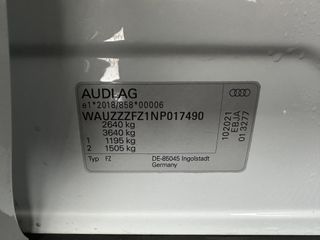 AUDI AG
e1*2018/858*00006
WAUZZZFZ1NP017490
2640 kg
3640 kg
1 1195 kg
2 1505 kg
Typ FZ
DE-85045 Ingolstadt
Germany
102021
EBJA
013277